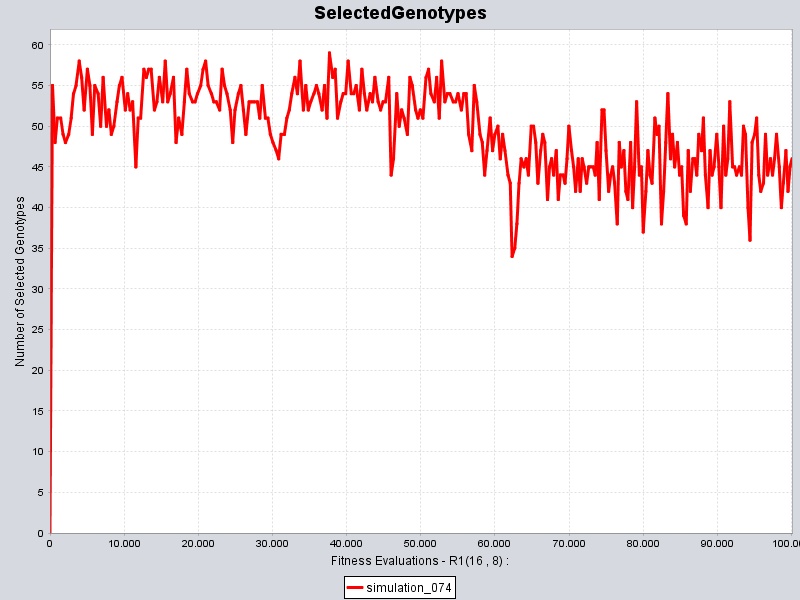 SelectedGenotypes
60
55
50
45
40
35
30
25
20
15
10
5
0
Number of Selected Genotypes
0 10.000 20.000 30.000 40.000 50.000 60.000 70.000 80.000 90.000 100.00
Fitness Evaluations - R1(16 , 8) :
simulation_074